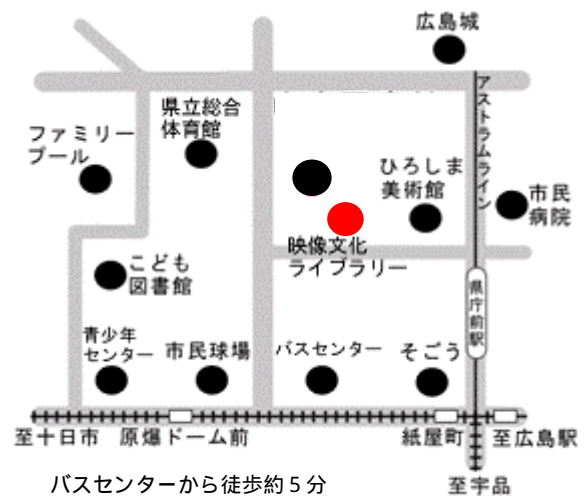 広島城
アストラムライン
県立総合
体育館
ファミリー
プール
ひろしま
美術館
市民
病院
映像文化
ライブラリー
こども
図書館
県庁前駅
青少年
センター
市民球場
バスセンター
そごう
至十日市
原爆ドーム前
紙屋町
至広島駅
バスセンターから徒歩約5分
至宇品